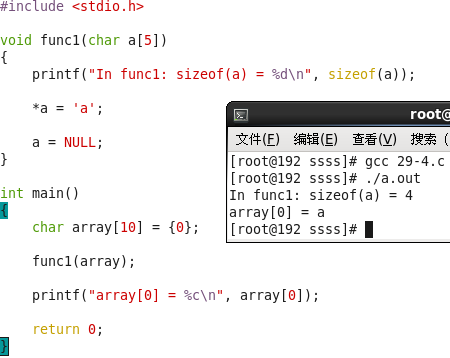 #include <stdio.h>
void func1(char a[5])
{
    printf("In func1: sizeof(a) = %d\n", sizeof(a));
    *a = 'a';
    a = NULL;
}
int main()
{
    char array[10] = {0};
    func1(array);
    printf("array[0] = %c\n", array[0]);
    return 0;
}
root@
文件(F) 编辑(E) 查看(V) 搜索 (
[root@192 ssss]# gcc 29-4.c
[root@192 ssss]# ./a.out
In func1: sizeof(a) = 4
array[0] = a
[root@192 ssss]#